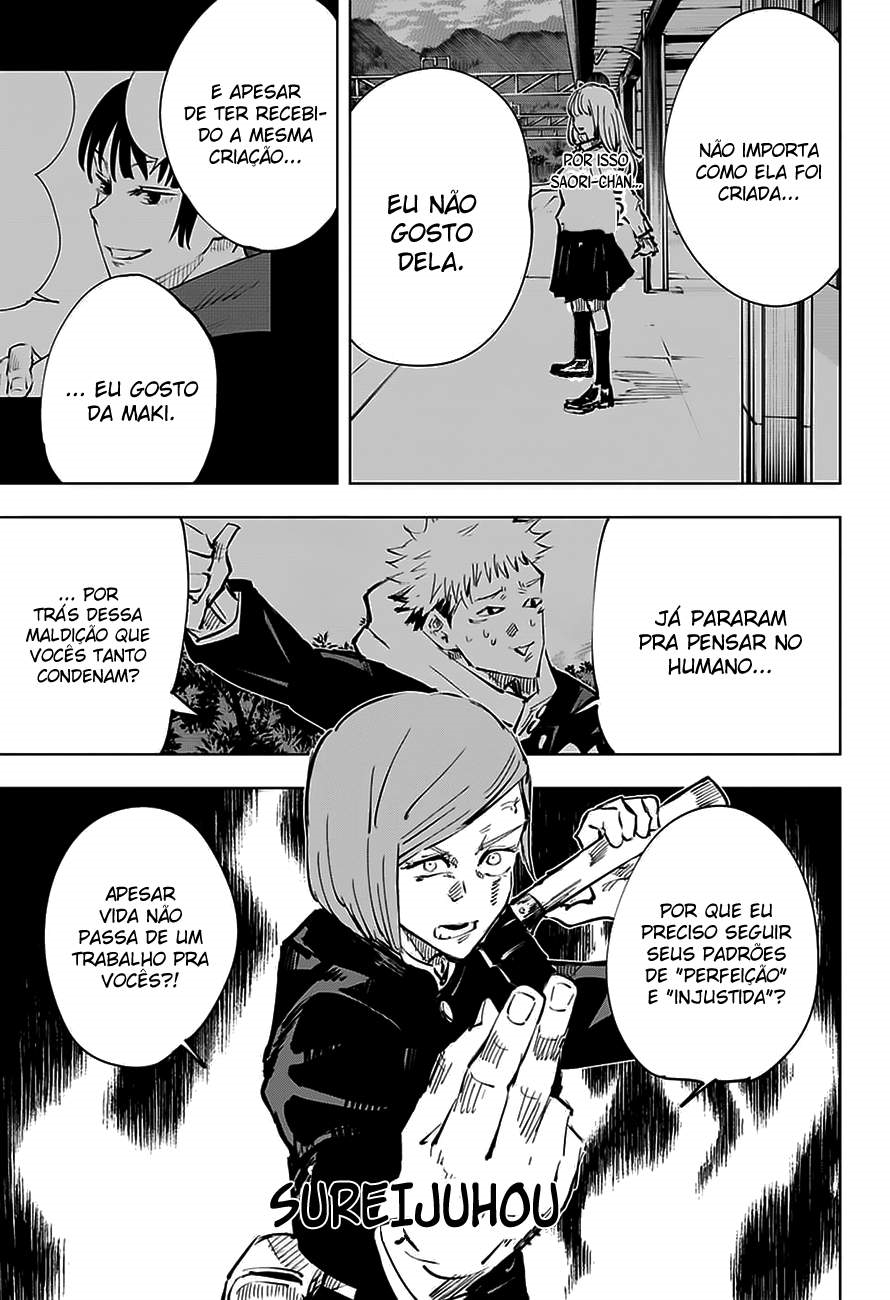 NÃO IMPORTA
COMO ELA FOI
CRIADA...
POR ISSO
SAORI-CHAN...
EU NÃO
GOSTO
DELA.
E APESAR
DE TER RECEBI-
DO A MESMA
CRIAÇÃO...
... EU GOSTO
DA MAKI.
JÁ PARARAM
PRA PENSAR NO
HUMANO...
... POR
TRÁS DESSA
MALDIÇÃO QUE
VOCÊS TANTO
CONDENAM?
POR QUE EU
PRECISO SEGUIR
SEUS PADRÕES
DE "PERFEIÇÃO"
E "INJUSTIDA"?
APESAR
VIDA NÃO
PASSA DE UM
TRABALHO PRA
VOCÊS?!
SUREIJUHOU